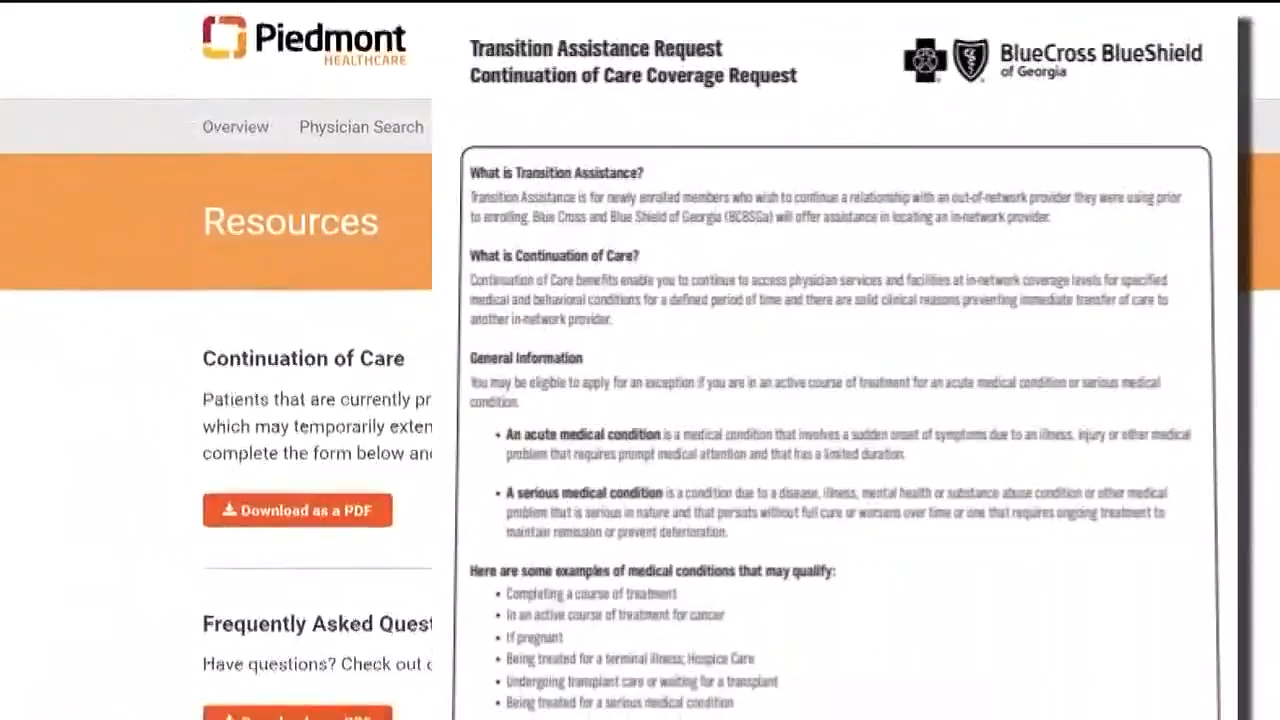 Piedmont
HEALTHCARE
Overview Physician Search
Resources
Continuation of Care
Patients that are currently pr
which may temporarily exten
complete the form below and
Download as a PDF
Frequently Asked Quest
Have questions? Check out
Transition Assistance Request
Continuation of Care Coverage Request
BlueCross BlueShield
of Georgia
What is Transition Assistance?
Transition Assistance is for newly enrolled members who wish to continue a relationship with an out-of-network provider they were using prior
to enrolling. Blue Cross and Blue Shield of Georgia (BCBSGa) will offer assistance in locating an in-network provider.
What is Continuation of Care?
Continuation of Care benefits enable you to continue to access physician services and facilities at in-network coverage levels for specified
medical and behavioral conditions for a defined period of time and there are solid clinical reasons preventing immediate transfer of care to
another in-network provider.
General Information
You may be eligible to apply for an exception if you are in an active course of treatment for an acute medical condition or serious medical
condition.
• An acute medical condition is a medical condition that involves a sudden onset of symptoms due to an illness, injury or other medical
problem that requires prompt medical attention and that has a limited duration.
• A serious medical condition is a condition due to a disease, illness, mental health or substance abuse condition or other medical
problem that is serious in nature and that persists without full cure or worsens over time or one that requires ongoing treatment to
maintain remission or prevent deterioration.
Here are some examples of medical conditions that may qualify:
• Completing a course of treatment
• In an active course of treatment for cancer
• If pregnant
• Being treated for a terminal illness; Hospice Care
• Undergoing transplant care or waiting for a transplant
• Being treated for a serious medical condition